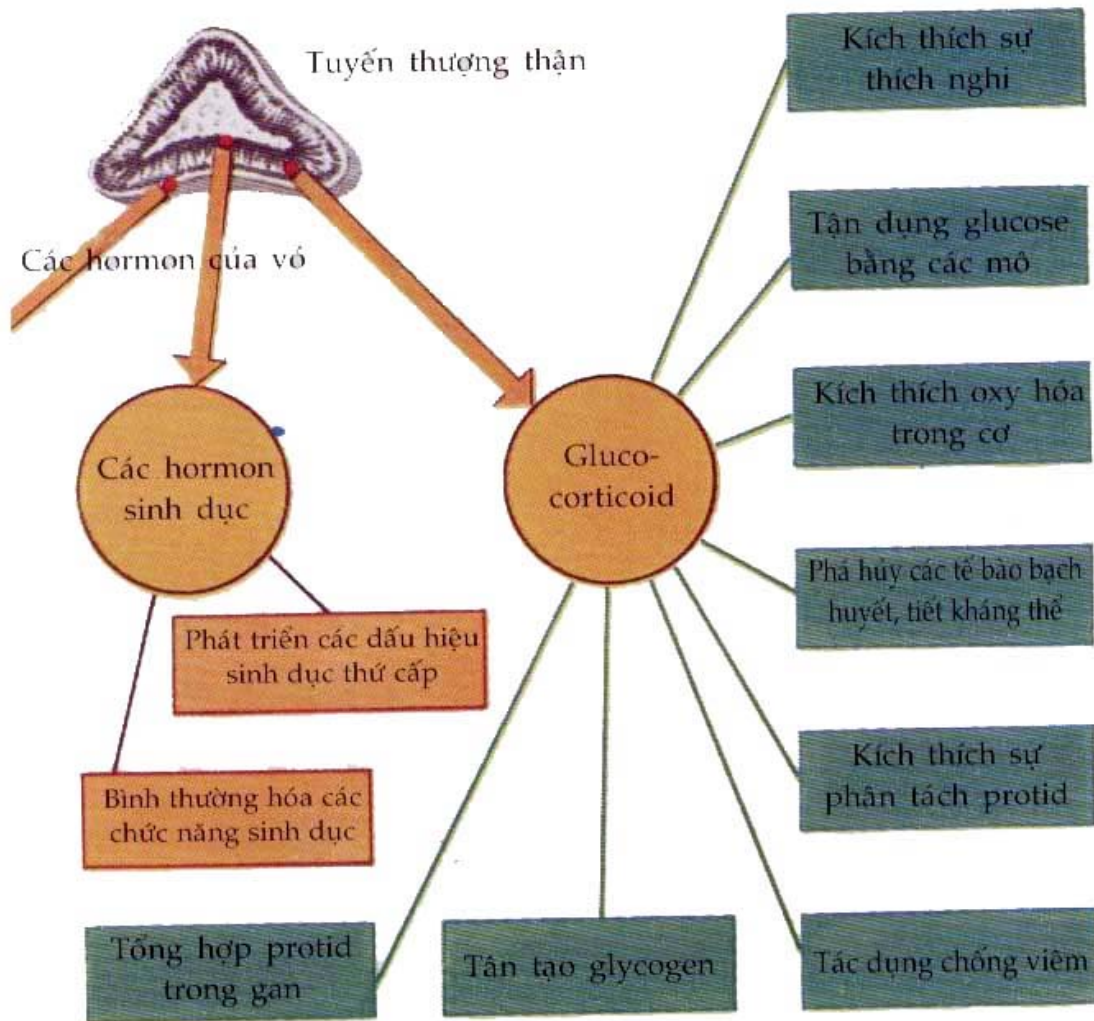 Tuyến thượng thận
Các hormon của vỏ
Các hormon
sinh dục
Phát triển các dấu hiệu
sinh dục thứ cấp
Bình thường hóa các
chức năng sinh dục
Gluco-
corticoid
Kích thích sự
thích nghi
Tận dụng glucose
bằng các mô
Kích thích oxy hóa
trong cơ
Phá hủy các tế bào bạch
huyết, tiết kháng thể
Kích thích sự
phân tách protid
Tác dụng chống viêm
Tân tạo glycogen
Tổng hợp protid
trong gan